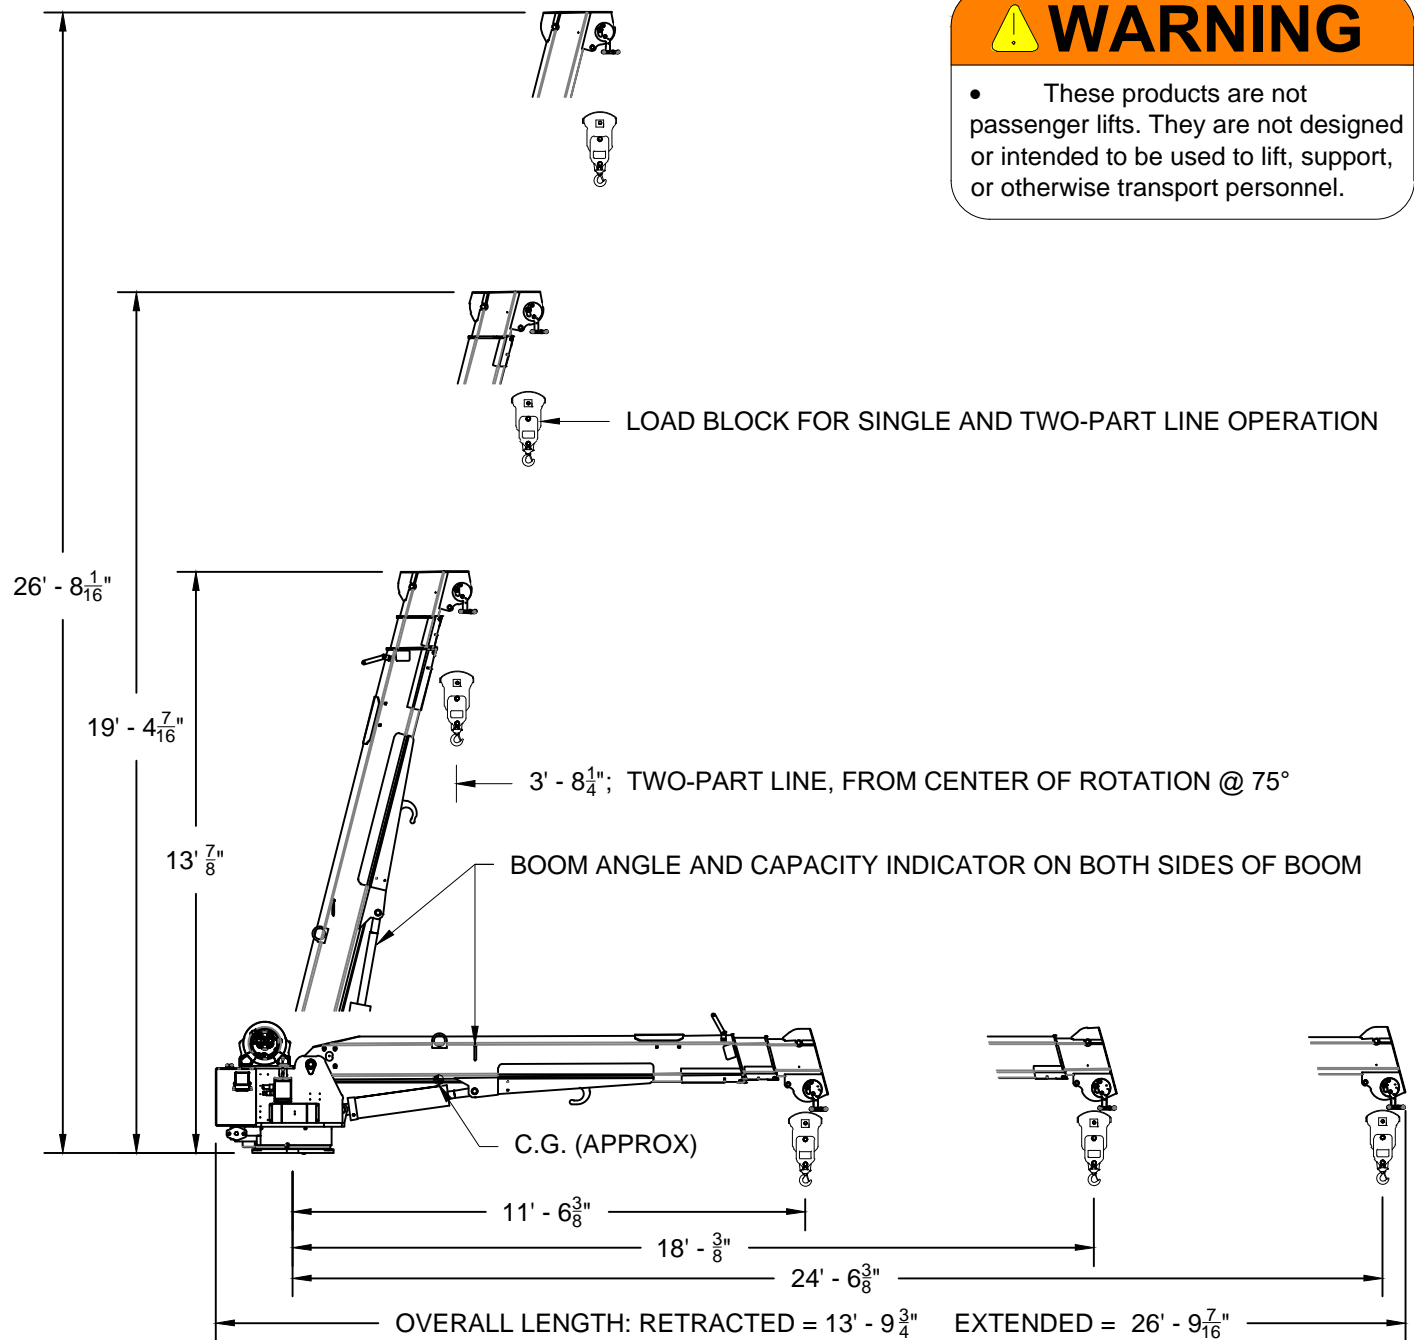 WARNING
• These products are not
passenger lifts. They are not designed
or intended to be used to lift, support,
or otherwise transport personnel.
LOAD BLOCK FOR SINGLE AND TWO-PART LINE OPERATION
26' - 8 1/16"
19' - 4 7/16"
3' - 8 1/4"; TWO-PART LINE, FROM CENTER OF ROTATION @ 75°
13' 7/8"
BOOM ANGLE AND CAPACITY INDICATOR ON BOTH SIDES OF BOOM
C.G. (APPROX)
11' - 6 3/8"
18' - 3/8"
24' - 6 3/8"
OVERALL LENGTH: RETRACTED = 13' - 9 3/4" EXTENDED = 26' - 9 7/16"